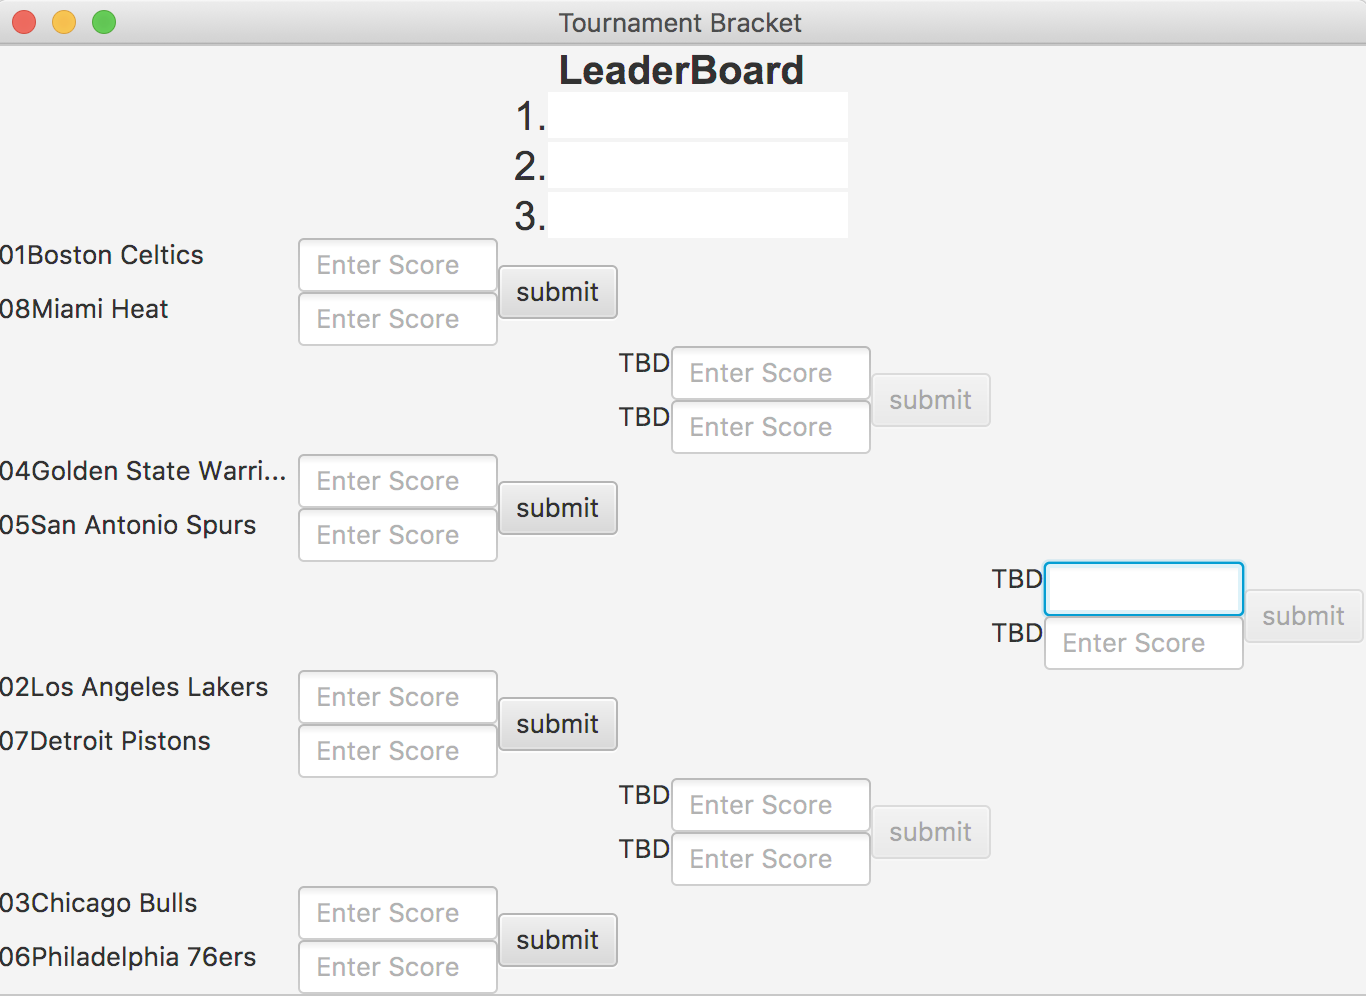 Tournament Bracket
LeaderBoard
1.
2.
3.
01Boston Celtics Enter Score
submit
08Miami Heat Enter Score
TBD Enter Score
submit
TBD Enter Score
04Golden State Warri... Enter Score
submit
05San Antonio Spurs Enter Score
TBD
submit
TBD Enter Score
02Los Angeles Lakers Enter Score
submit
07Detroit Pistons Enter Score
TBD Enter Score
submit
TBD Enter Score
03Chicago Bulls Enter Score
submit
06Philadelphia 76ers Enter Score